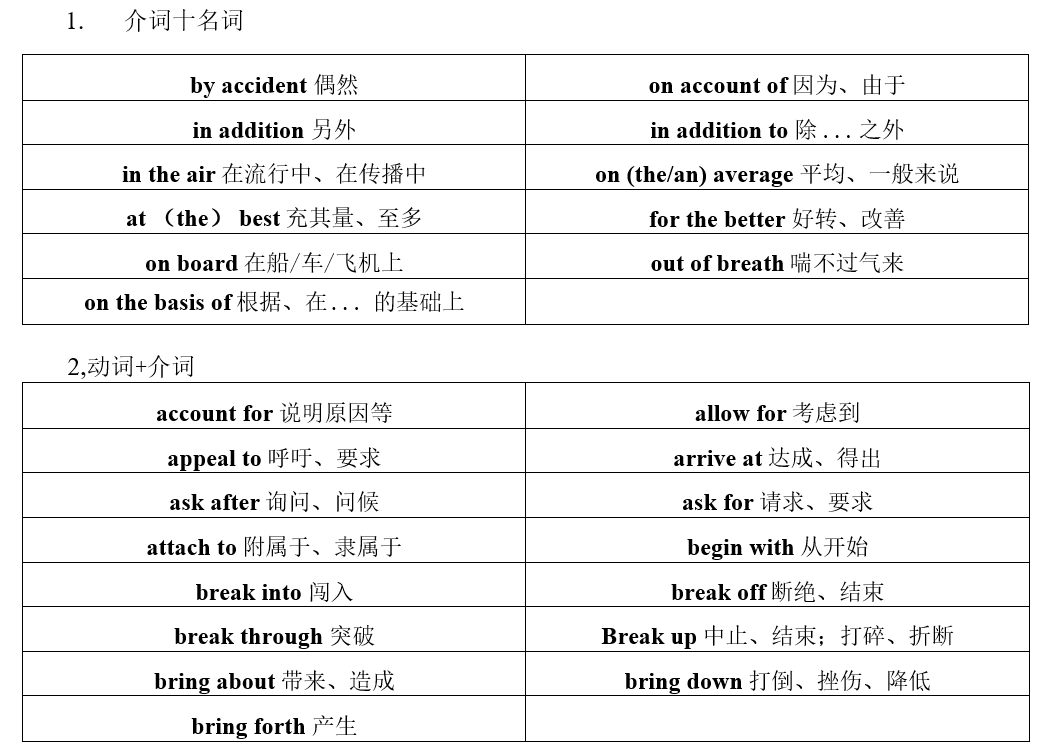 1. 介词十名词
by accident 偶然 on account of 因为、由于
in addition 另外 in addition to 除...之外
in the air 在流行中、在传播中 on (the/an) average 平均、一般来说
at （the） best 充其量、至多 for the better 好转、改善
on board 在船/车/飞机上 out of breath 喘不过气来
on the basis of 根据、在... 的基础上
2,动词+介词
account for 说明原因等 allow for 考虑到
appeal to 呼吁、要求 arrive at 达成、得出
ask after 询问、问候 ask for 请求、要求
attach to 附属于、隶属于 begin with 从开始
break into 闯入 break off 断绝、结束
break through 突破 Break up 中止、结束；打碎、折断
bring about 带来、造成 bring down 打倒、挫伤、降低
bring forth 产生